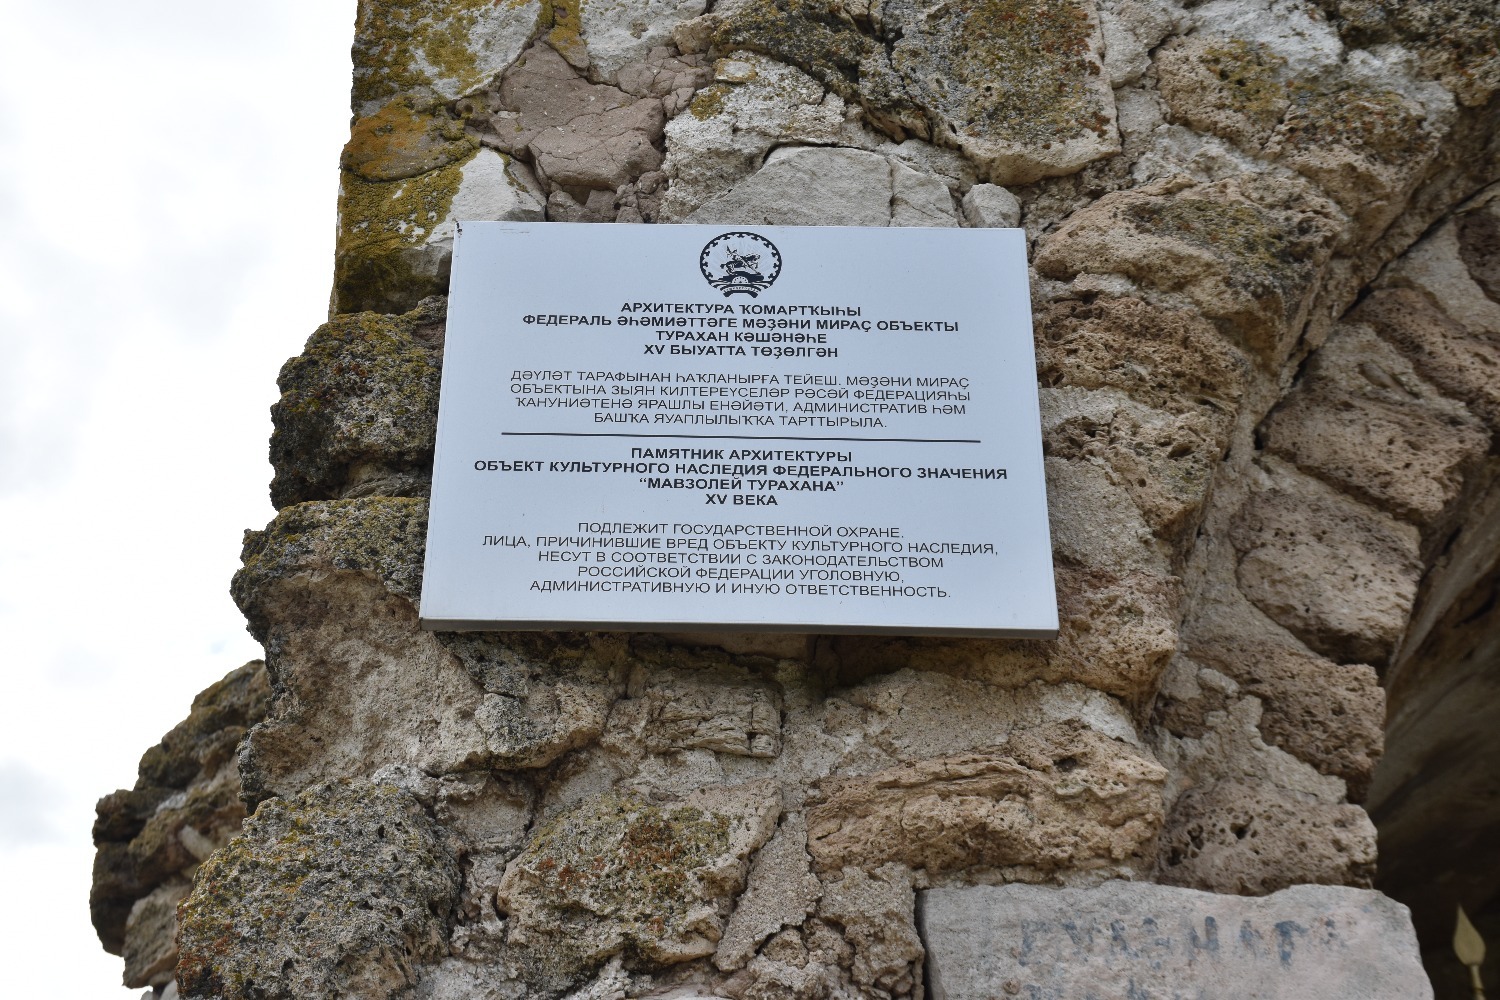 АРХИТЕКТУРА ҠОМАРТҠЫҺЫ
ФЕДЕРАЛЬ ӘҺӘМИӘТТӘГЕ МӘҘӘНИ МИРАҪ ОБЪЕКТЫ
ТУРАХАН КӘШӘНӘҺЕ
XV БЫУАТТА ТӨҘӨЛГӘН
ДӘҮЛӘТ ТАРАФЫНАН ҺАҠЛАНЫРҒА ТЕЙЕШ. МӘҘӘНИ МИРАҪ
ОБЪЕКТЫНА ЗЫЯН КИЛТЕРЕҮСЕЛӘР РӘСӘЙ ФЕДЕРАЦИЯҺЫ
ҠАНУНИӘТЕНӘ ЯРАШЛЫ ЕНӘЙӘТИ, АДМИНИСТРАТИВ ҺӘМ
БАШҠА ЯУАПЛЫЛЫҠҠА ТАРТТЫРЫЛА.
ПАМЯТНИК АРХИТЕКТУРЫ
ОБЪЕКТ КУЛЬТУРНОГО НАСЛЕДИЯ ФЕДЕРАЛЬНОГО ЗНАЧЕНИЯ
“МАВЗОЛЕЙ ТУРАХАНА”
XV ВЕКА
ПОДЛЕЖИТ ГОСУДАРСТВЕННОЙ ОХРАНЕ.
ЛИЦА, ПРИЧИНИВШИЕ ВРЕД ОБЪЕКТУ КУЛЬТУРНОГО НАСЛЕДИЯ,
НЕСУТ В СООТВЕТСТВИИ С ЗАКОНОДАТЕЛЬСТВОМ
РОССИЙСКОЙ ФЕДЕРАЦИИ УГОЛОВНУЮ,
АДМИНИСТРАТИВНУЮ И ИНУЮ ОТВЕТСТВЕННОСТЬ.